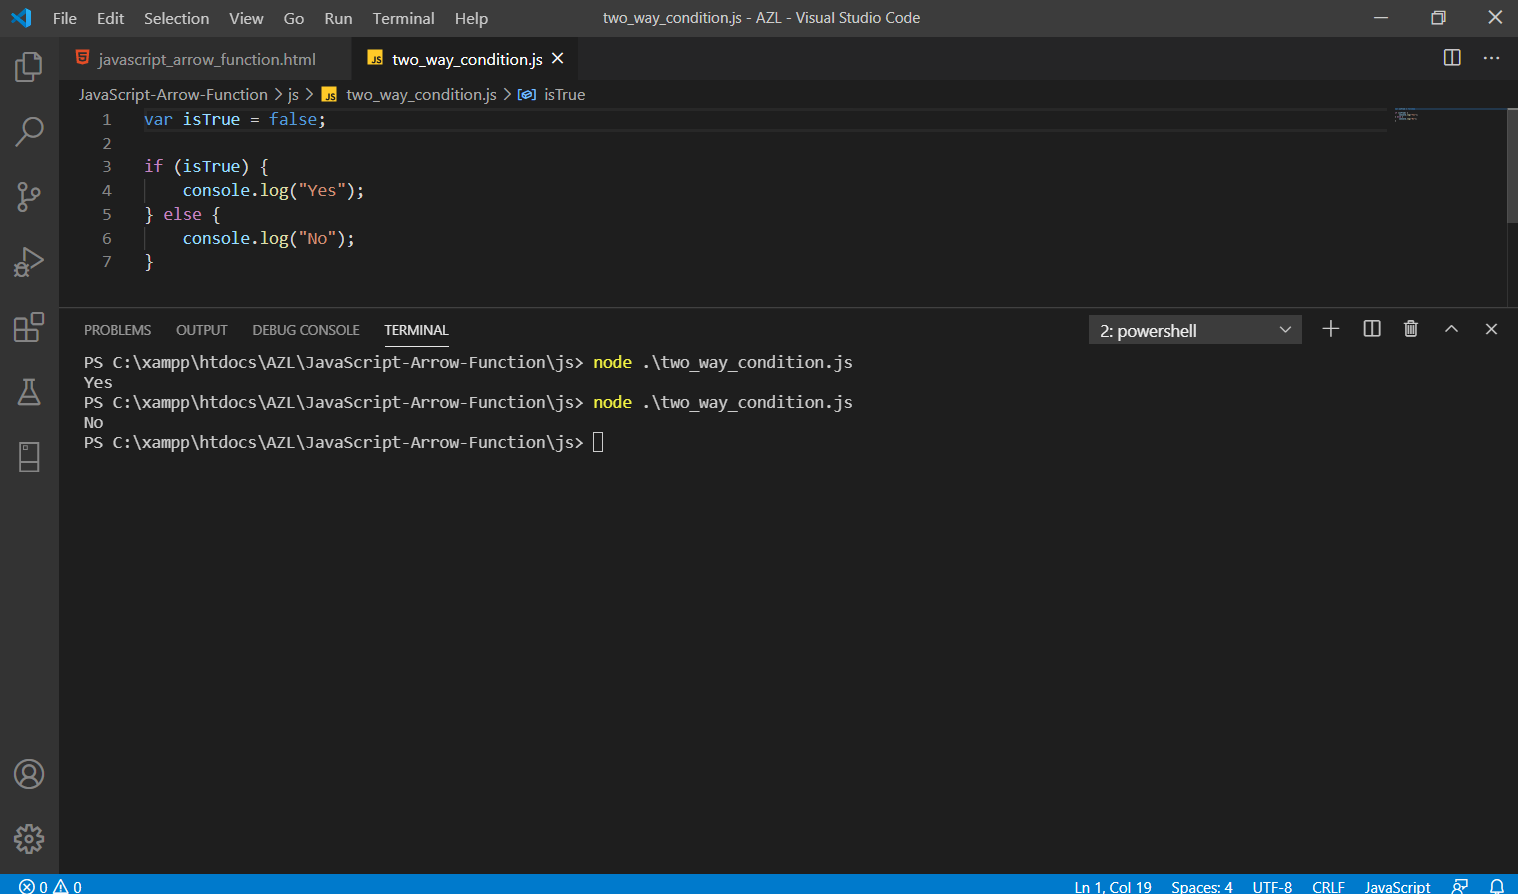 File Edit Selection View Go Run Terminal Help two_way_condition.js - AZL - Visual Studio Code
javascript_arrow_function.html JS two_way_condition.js
JavaScript-Arrow-Function > js > JS two_way_condition.js > isTrue
1 var isTrue = false;
2
3 if (isTrue) {
4 console.log("Yes");
5 } else {
6 console.log("No");
7 }
PROBLEMS OUTPUT DEBUG CONSOLE TERMINAL 2: powershell
PS C:\xampp\htdocs\AZL\JavaScript-Arrow-Function\js> node .\two_way_condition.js
Yes
PS C:\xampp\htdocs\AZL\JavaScript-Arrow-Function\js> node .\two_way_condition.js
No
PS C:\xampp\htdocs\AZL\JavaScript-Arrow-Function\js>
0 0 Ln 1, Col 19 Spaces: 4 UTF-8 CRLF JavaScript